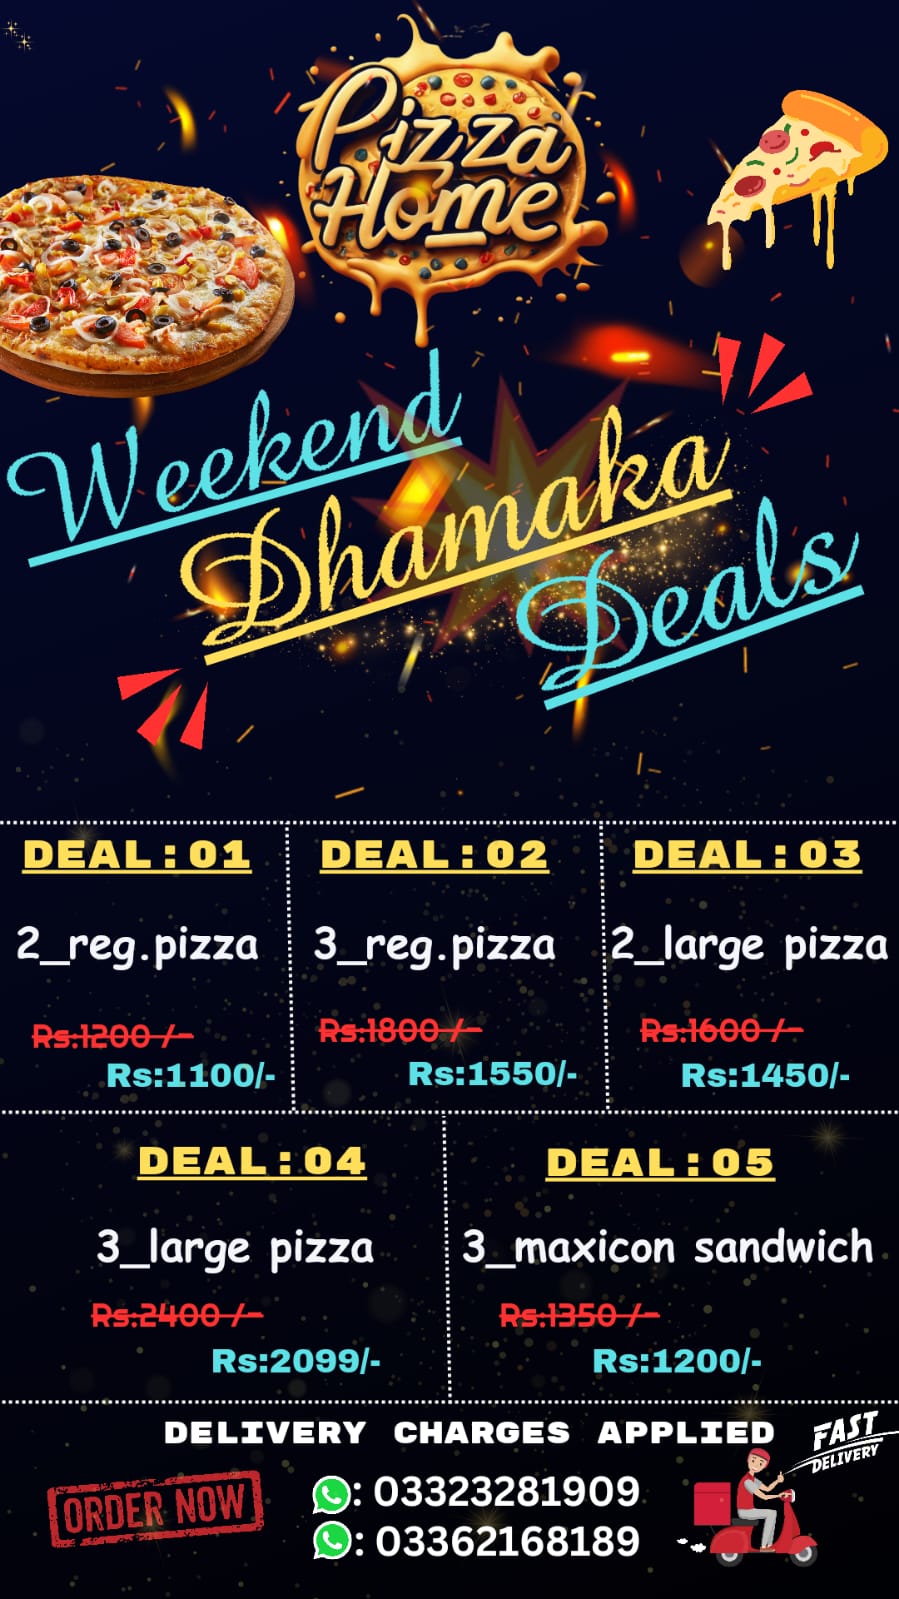 Pizza
Home
Weekend
Dhamaka
Deals
DEAL:01
2_reg.pizza
Rs:1200 /-
Rs:1100/-
DEAL:02
3_reg.pizza
Rs:1800 /-
Rs:1550/-
DEAL:03
2_large pizza
Rs:1600 /-
Rs:1450/-
DEAL:04
3_large pizza
Rs:2400 /-
Rs:2099/-
DEAL:05
3_maxicon sandwich
Rs:1350 /-
Rs:1200/-
DELIVERY CHARGES APPLIED
FAST
DELIVERY
ORDER NOW
: 03323281909
: 03362168189